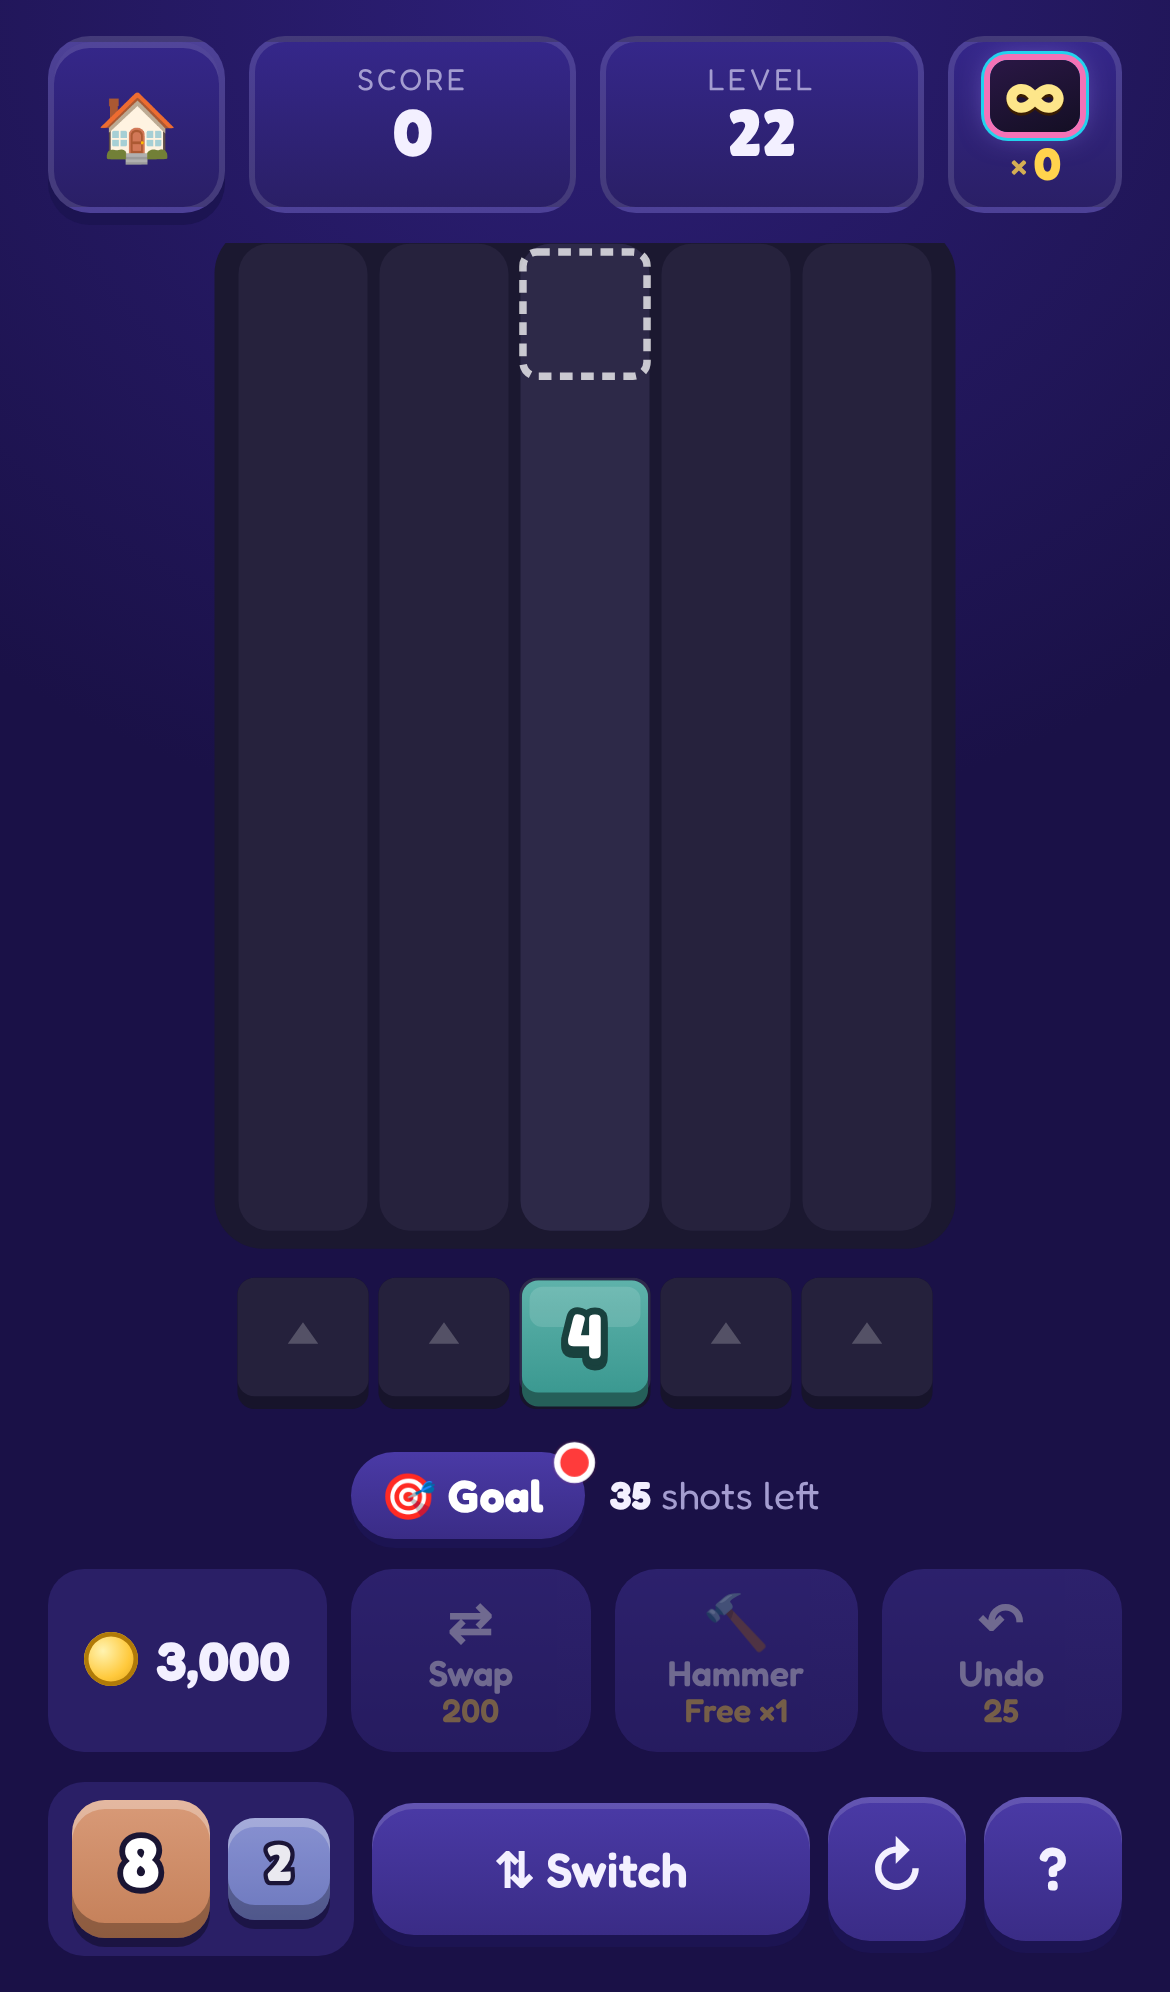 SCORE
0
LEVEL
22
∞
×0
4
🎯 Goal
35 shots left
3,000
⇄
Swap
200
Hammer
Free ×1
↶
Undo
25
8
2
⇅ Switch
↻
?